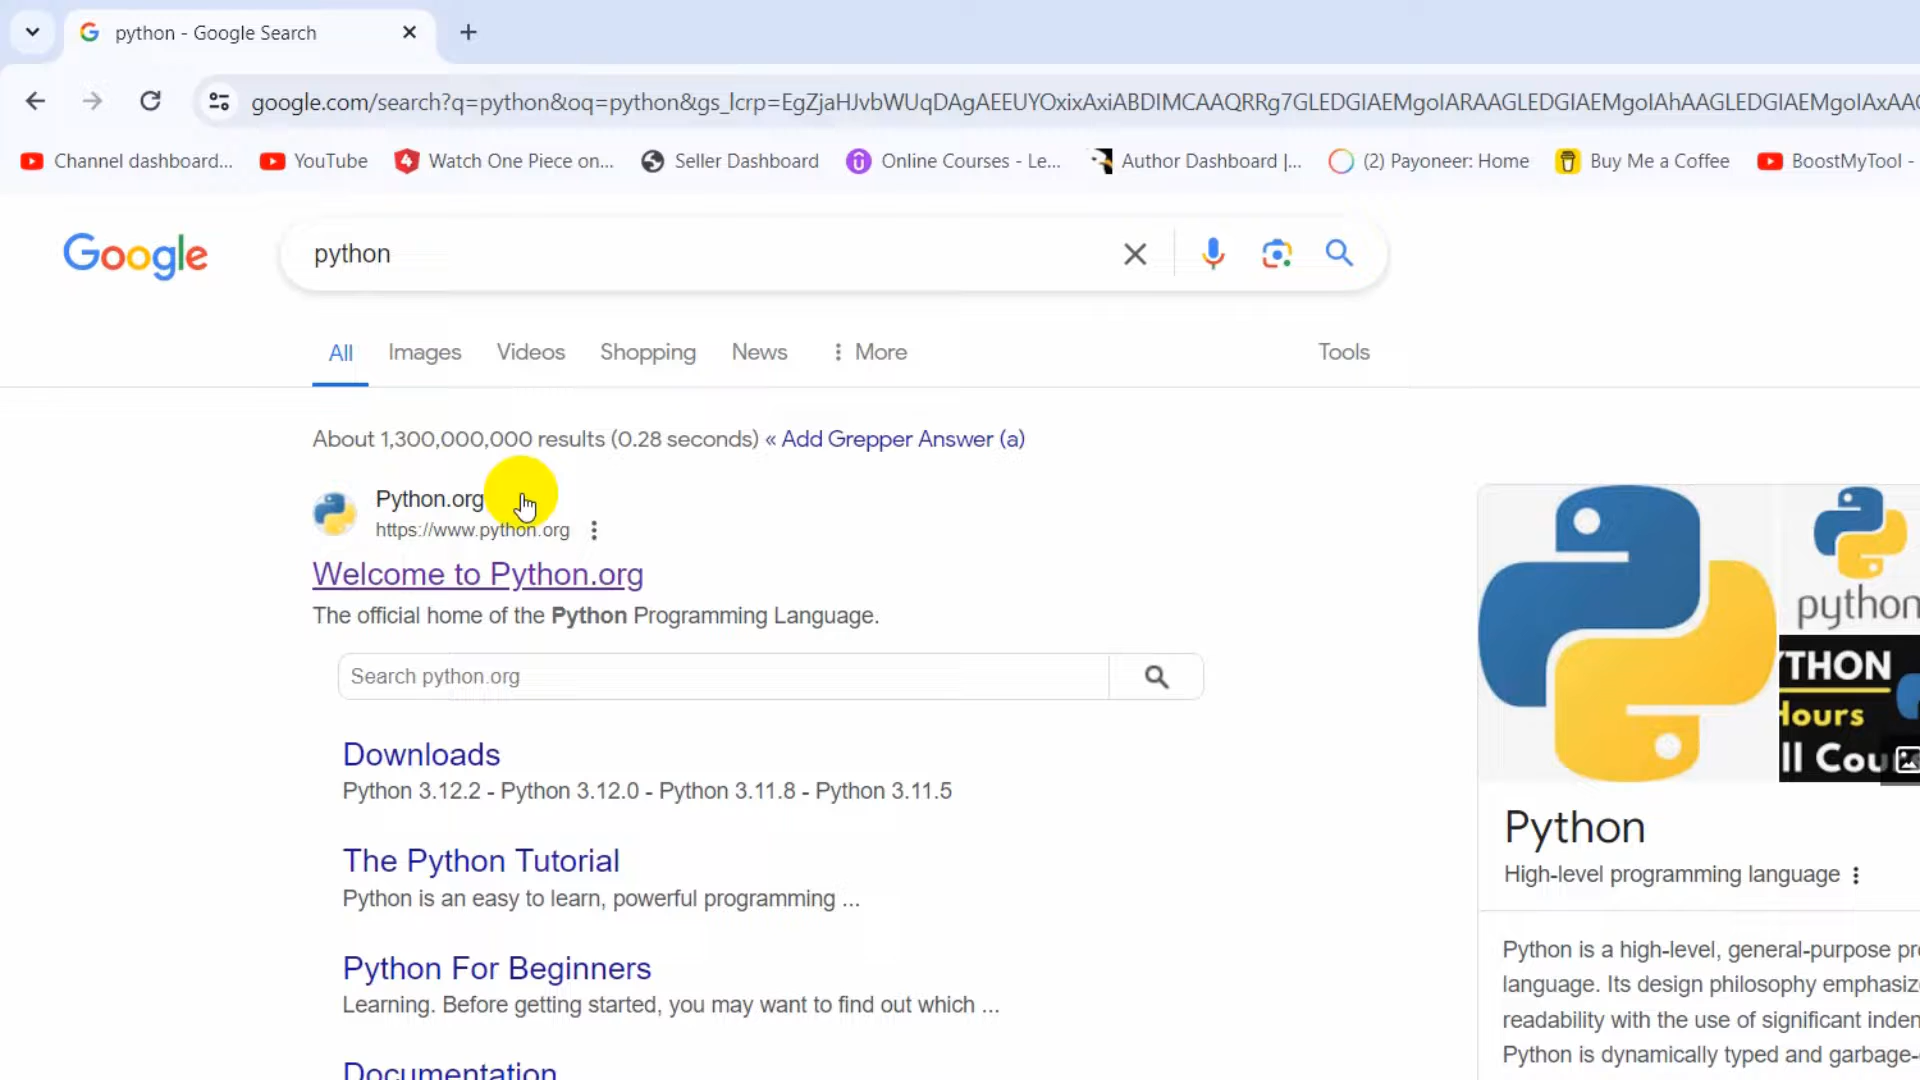 python - Google Search
google.com/search?q=python&oq=python&gs_lcrp=EgZjaHJvbWUqDAgAEEUYOxixAxiABDIMCAAQRRg7GLEDGIAEMgoIARAAGLEDGIAEMgoIAhAAGLEDGIAEMgoIAxAA
Channel dashboard... YouTube Watch One Piece on... Seller Dashboard Online Courses - Le... Author Dashboard |... (2) Payoneer: Home Buy Me a Coffee BoostMyTool -
Google
python
All Images Videos Shopping News More Tools
About 1,300,000,000 results (0.28 seconds) « Add Grepper Answer (a)
Python.org
https://www.python.org
Welcome to Python.org
The official home of the Python Programming Language.
Search python.org
Downloads
Python 3.12.2 - Python 3.12.0 - Python 3.11.8 - Python 3.11.5
The Python Tutorial
Python is an easy to learn, powerful programming ...
Python For Beginners
Learning. Before getting started, you may want to find out which ...
Documentation
python
YTHON
Hours
ll Cou
Python
High-level programming language
Python is a high-level, general-purpose pr
language. Its design philosophy emphasiz
readability with the use of significant inden
Python is dynamically typed and garbage-